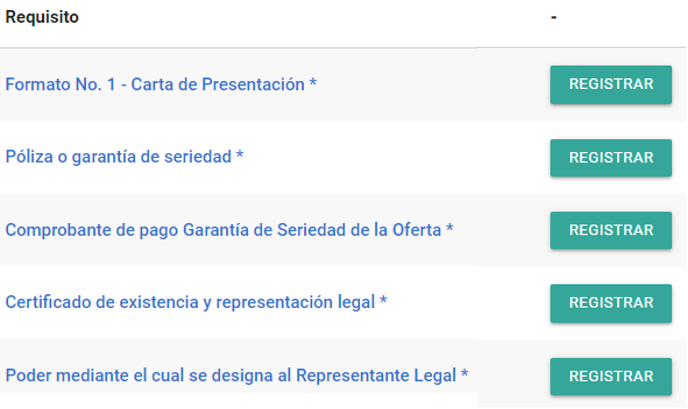 Requisito -
Formato No. 1 - Carta de Presentación * REGISTRAR
Póliza o garantía de seriedad * REGISTRAR
Comprobante de pago Garantía de Seriedad de la Oferta * REGISTRAR
Certificado de existencia y representación legal * REGISTRAR
Poder mediante el cual se designa al Representante Legal * REGISTRAR